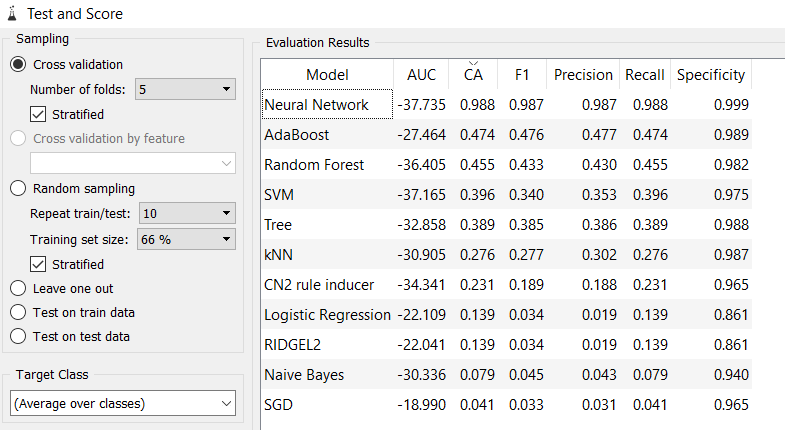 Test and Score
Sampling
Cross validation
Number of folds: 5
Stratified
Cross validation by feature
Random sampling
Repeat train/test: 10
Training set size: 66 %
Stratified
Leave one out
Test on train data
Test on test data
Target Class
(Average over classes)
Evaluation Results
Model AUC CA F1 Precision Recall Specificity
Neural Network -37.735 0.988 0.987 0.987 0.988 0.999
AdaBoost -27.464 0.474 0.476 0.477 0.474 0.989
Random Forest -36.405 0.455 0.433 0.430 0.455 0.982
SVM -37.165 0.396 0.340 0.353 0.396 0.975
Tree -32.858 0.389 0.385 0.386 0.389 0.988
kNN -30.905 0.276 0.277 0.302 0.276 0.987
CN2 rule inducer -34.341 0.231 0.189 0.188 0.231 0.965
Logistic Regression -22.109 0.139 0.034 0.019 0.139 0.861
RIDGEL2 -22.041 0.139 0.034 0.019 0.139 0.861
Naive Bayes -30.336 0.079 0.045 0.043 0.079 0.940
SGD -18.990 0.041 0.033 0.031 0.041 0.965